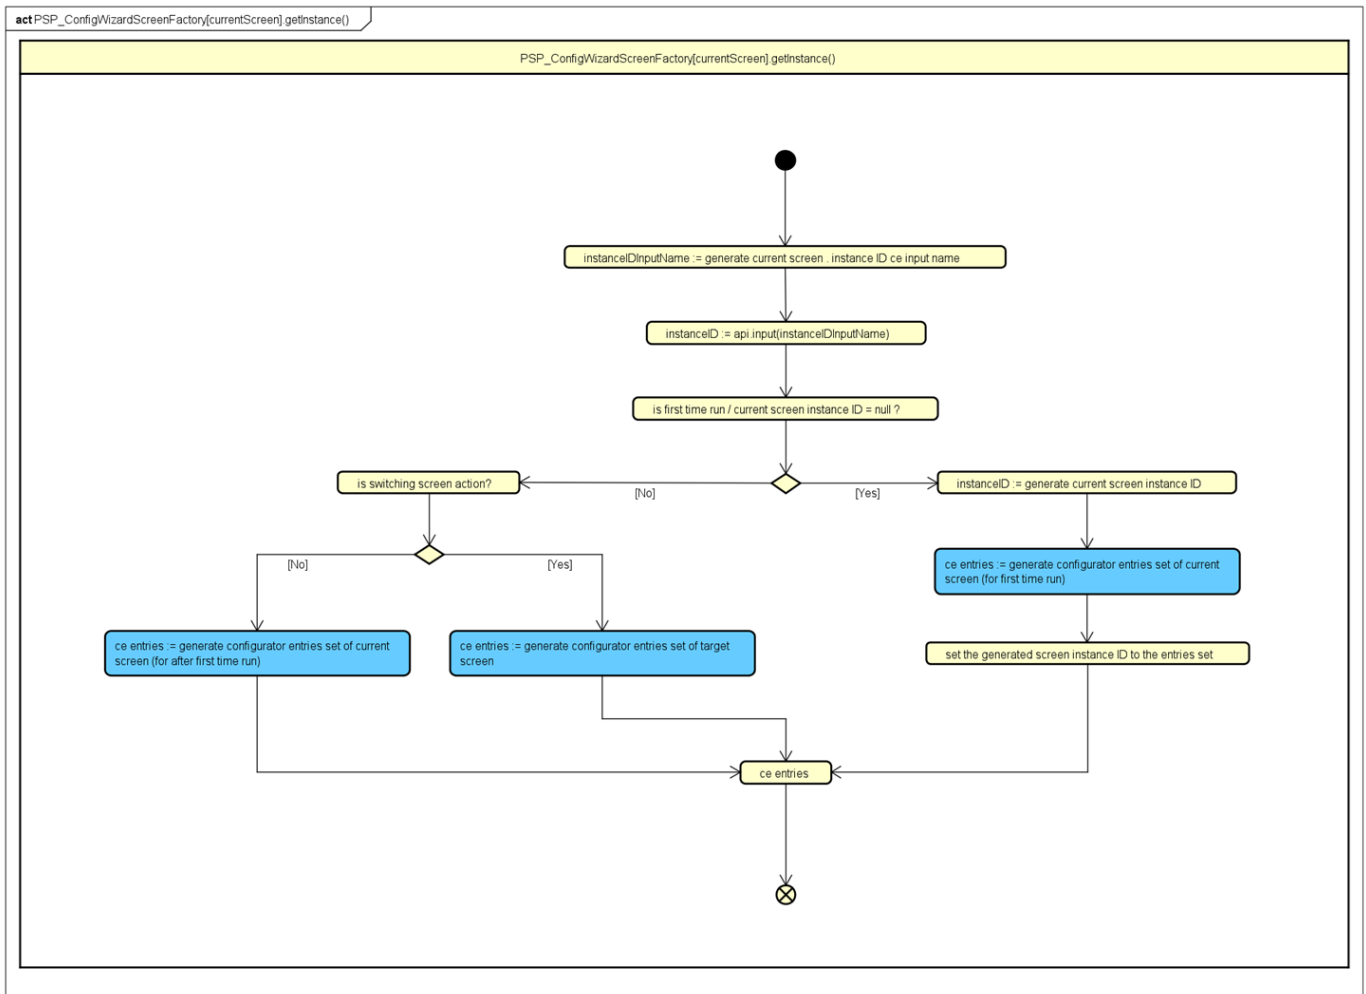 act PSP_ConfigWizardScreenFactory[currentScreen].getInstance()
PSP_ConfigWizardScreenFactory[currentScreen].getInstance()
instanceIDInputName := generate current screen . instance ID ce input name
instanceID := api.input(instanceIDInputName)
is first time run / current screen instance ID = null ?
is switching screen action?
[No]
[Yes]
instanceID := generate current screen instance ID
[No]
[Yes]
ce entries := generate configurator entries set of current
screen (for first time run)
ce entries := generate configurator entries set of current
screen (for after first time run)
ce entries := generate configurator entries set of target
screen
set the generated screen instance ID to the entries set
ce entries